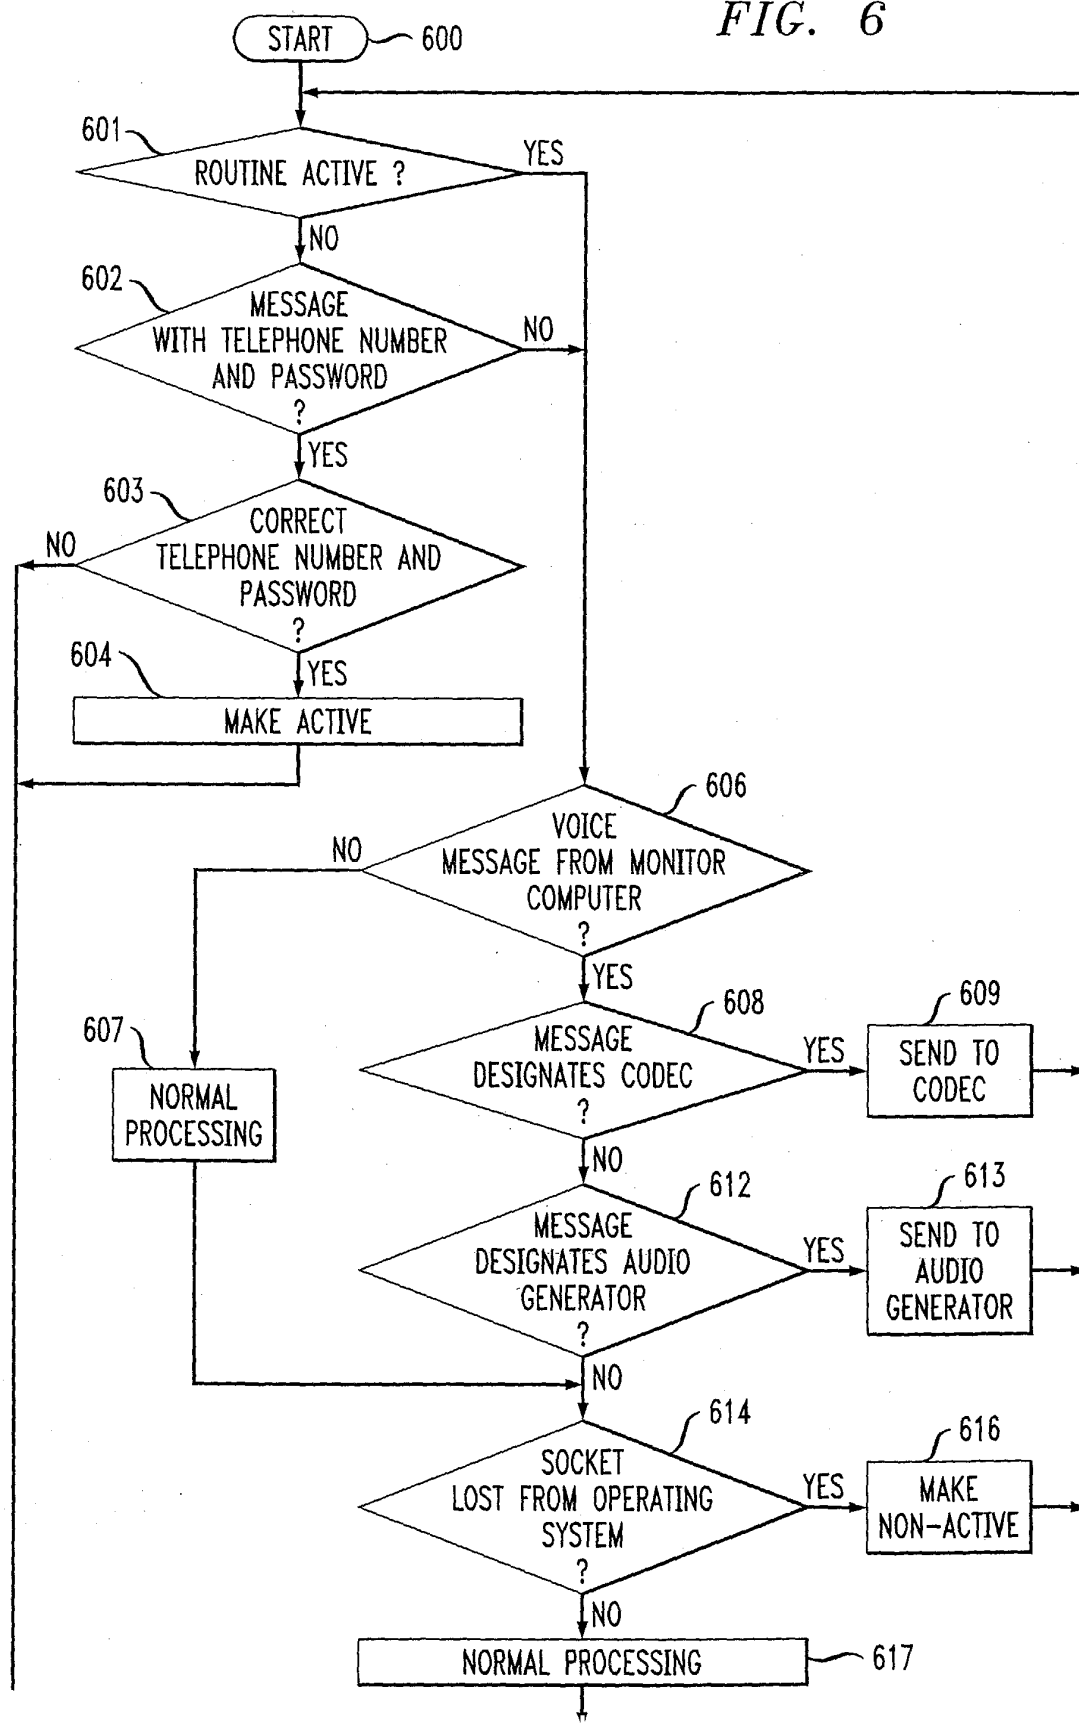 FIG. 6
START
600
601
ROUTINE ACTIVE ?
YES
NO
602
MESSAGE
WITH TELEPHONE NUMBER
AND PASSWORD
?
NO
YES
603
CORRECT
TELEPHONE NUMBER AND
PASSWORD
?
NO
YES
604
MAKE ACTIVE
606
VOICE
MESSAGE FROM MONITOR
COMPUTER
?
NO
YES
607
NORMAL
PROCESSING
608
MESSAGE
DESIGNATES CODEC
?
YES
609
SEND TO
CODEC
NO
612
MESSAGE
DESIGNATES AUDIO
GENERATOR
?
YES
613
SEND TO
AUDIO
GENERATOR
NO
614
SOCKET
LOST FROM OPERATING
SYSTEM
?
YES
616
MAKE
NON-ACTIVE
NO
NORMAL PROCESSING
617